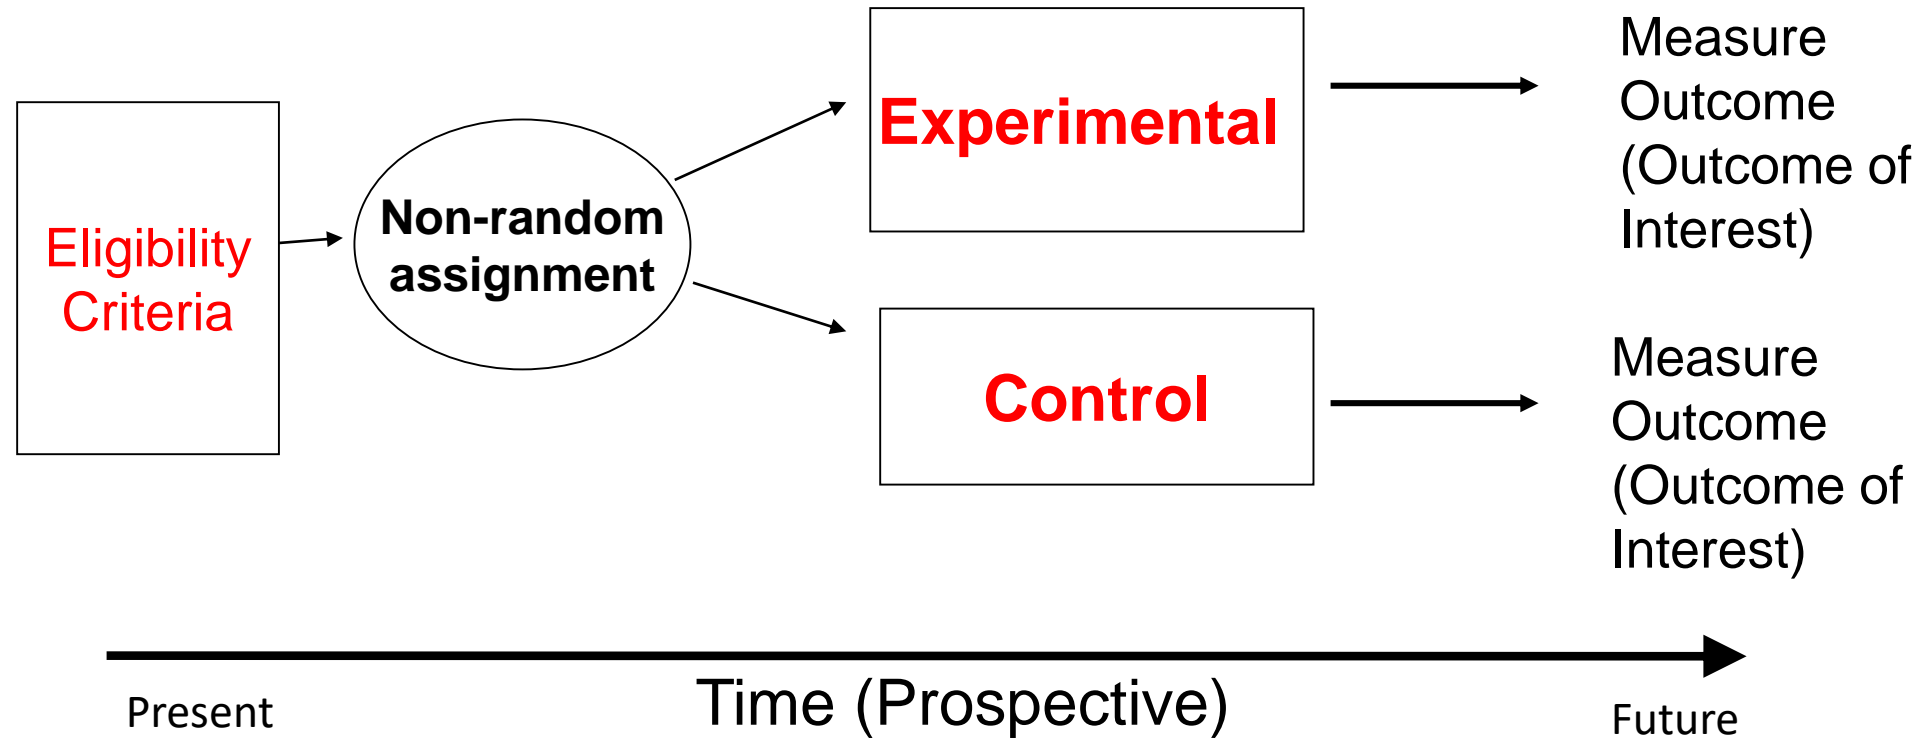 Eligibility
Criteria
Non-random
assignment
Experimental
Measure
Outcome
(Outcome of
Interest)
Control
Measure
Outcome
(Outcome of
Interest)
Present
Time (Prospective)
Future